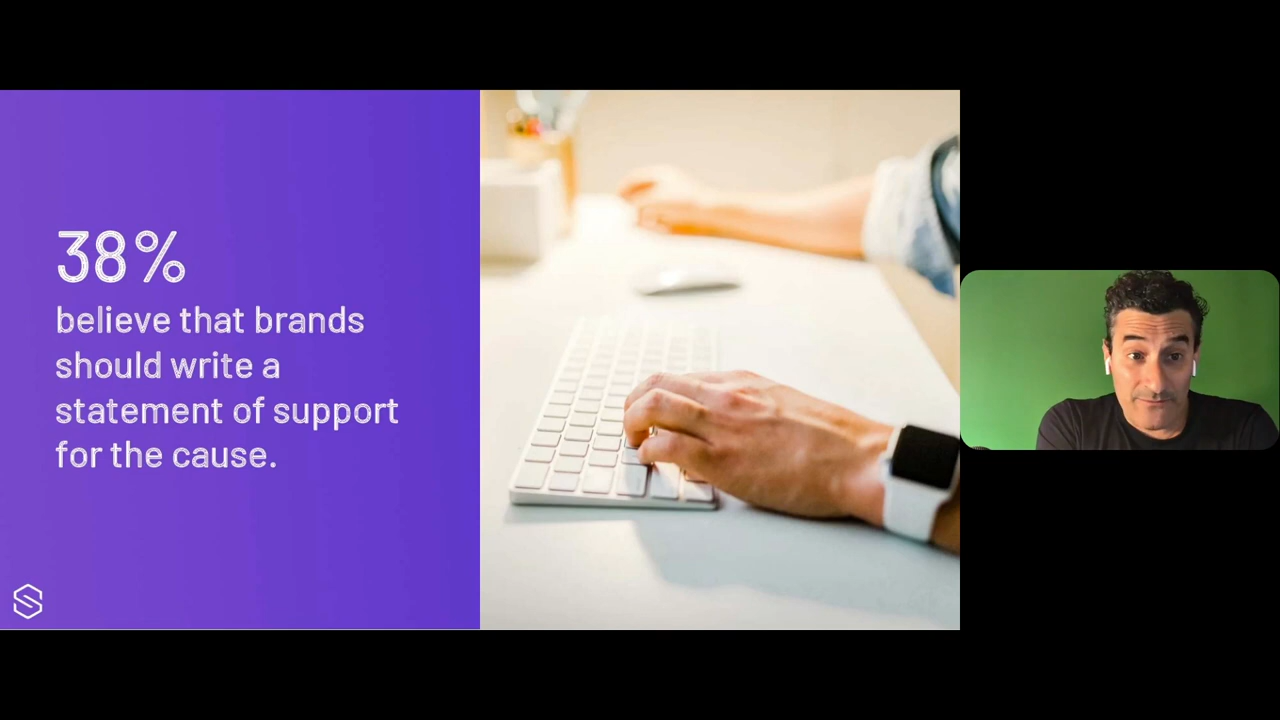 38%
believe that brands
should write a
statement of support
for the cause.